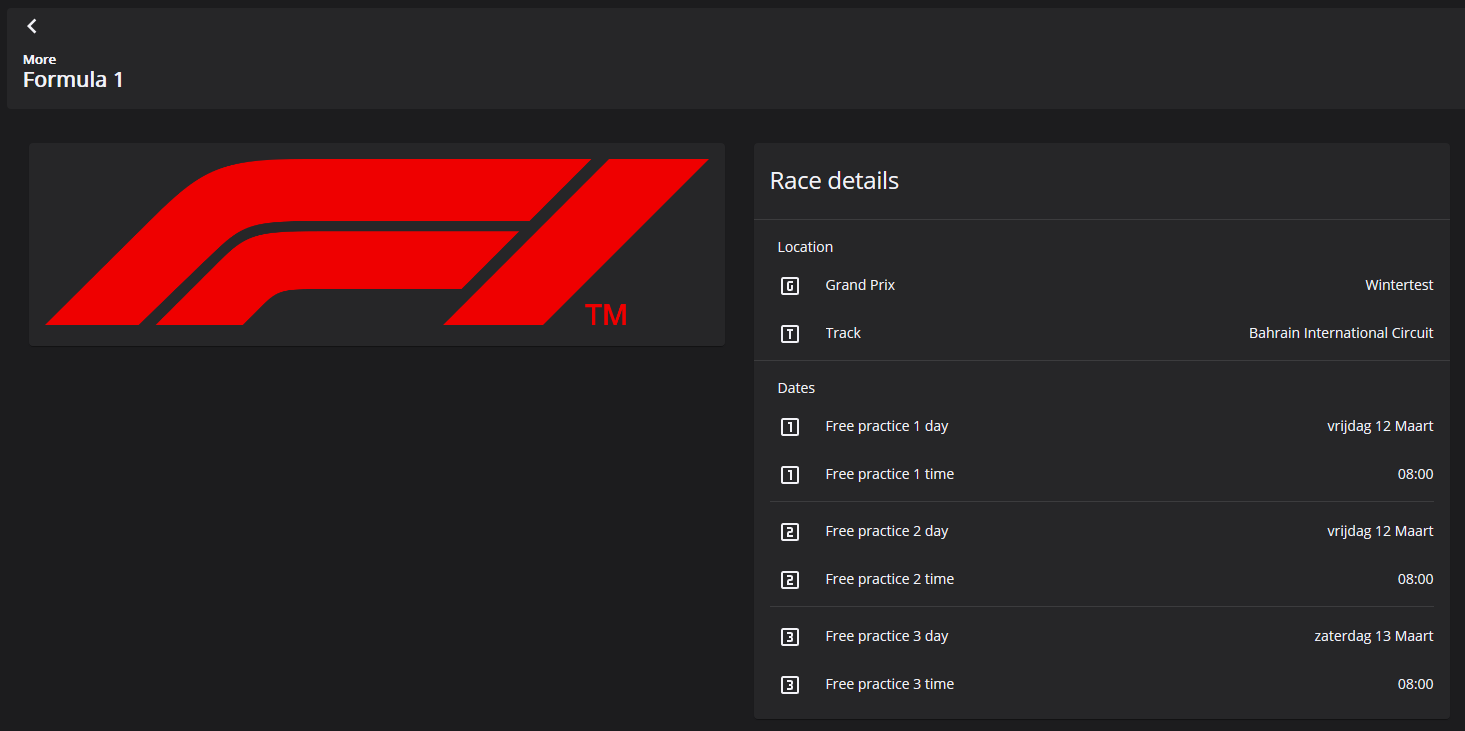 More
Formula 1
F1
TM
Race details
Location
G Grand Prix Wintertest
T Track Bahrain International Circuit
Dates
1 Free practice 1 day vrijdag 12 Maart
1 Free practice 1 time 08:00
2 Free practice 2 day vrijdag 12 Maart
2 Free practice 2 time 08:00
3 Free practice 3 day zaterdag 13 Maart
3 Free practice 3 time 08:00